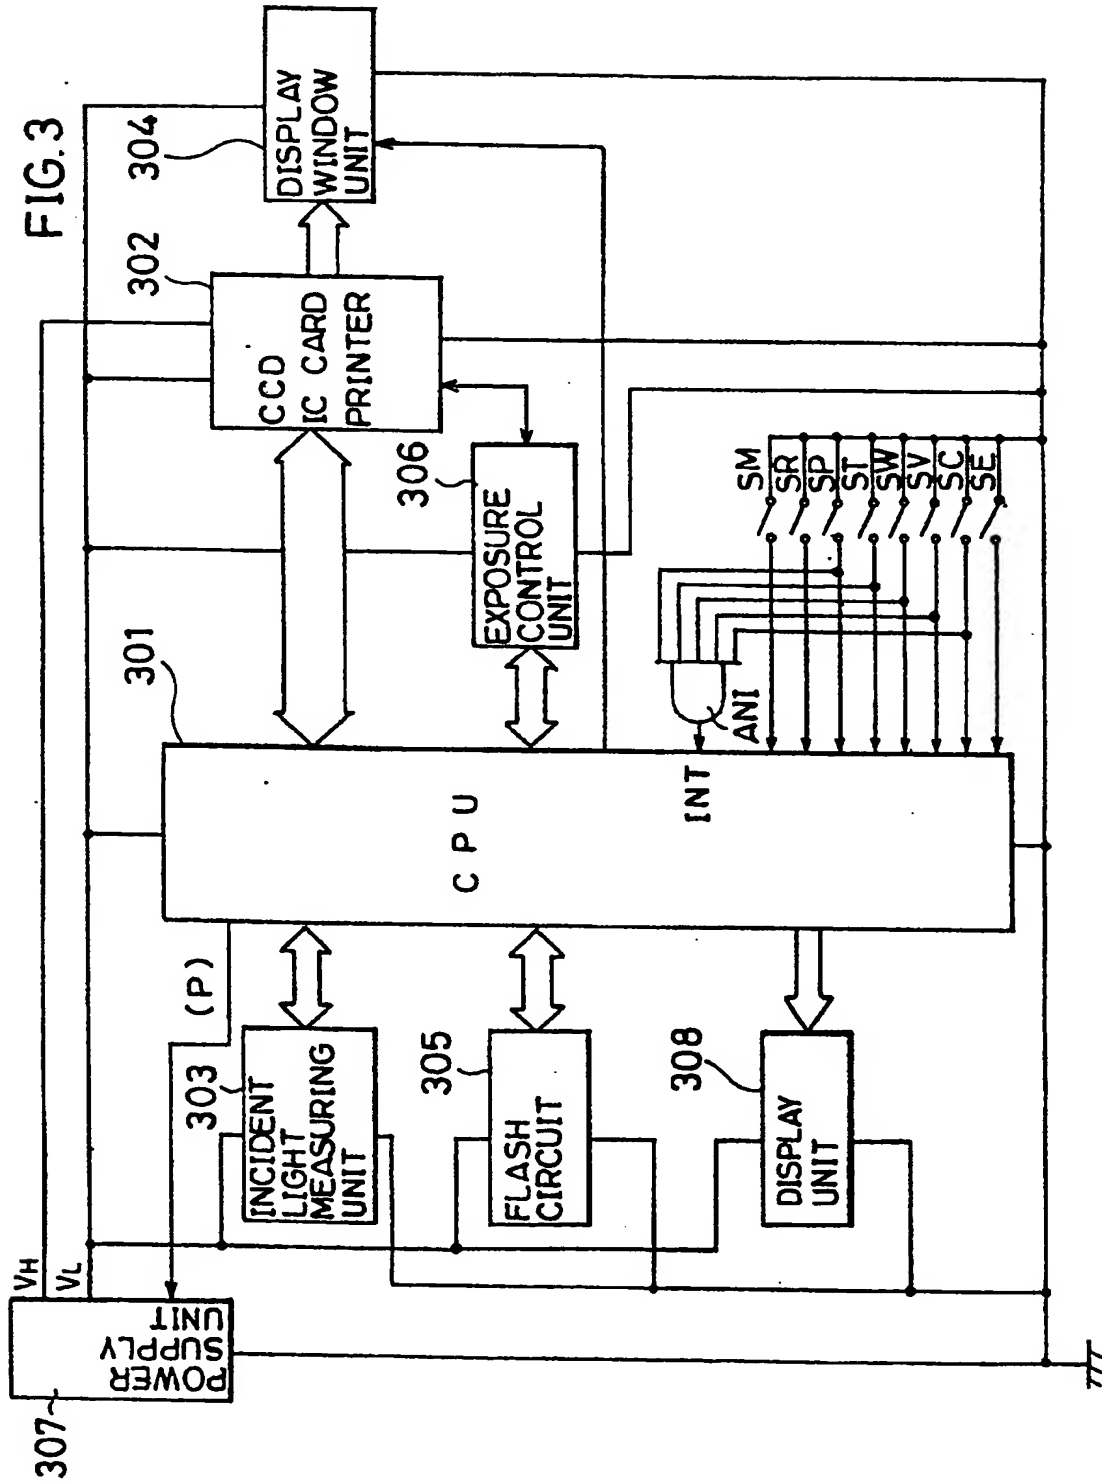 FIG.3
307
POWER
SUPPLY
UNIT
VH
VL
(P)
301
CPU
INT
302
CCD
IC CARD
PRINTER
304
DISPLAY
WINDOW
UNIT
303
INCIDENT
LIGHT
MEASURING
UNIT
305
FLASH
CIRCUIT
308
DISPLAY
UNIT
306
EXPOSURE
CONTROL
UNIT
ANI
SM
SR
SP
ST
SW
SV
SC
SE